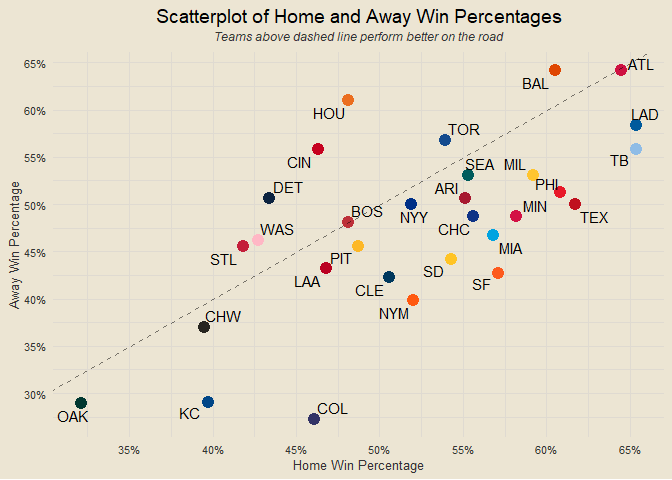 Scatterplot of Home and Away Win Percentages
Teams above dashed line perform better on the road
Away Win Percentage
65%
60%
55%
50%
45%
40%
35%
30%
ATL
BAL
HOU
LAD
TOR
CIN
TB
SEA
MIL
DET
ARI
PHI
BOS
NYY
MIN
TEX
WAS
CHC
STL
PIT
MIA
LAA
SD
SF
CLE
NYM
CHW
OAK
KC
COL
35%
40%
45%
50%
55%
60%
65%
Home Win Percentage